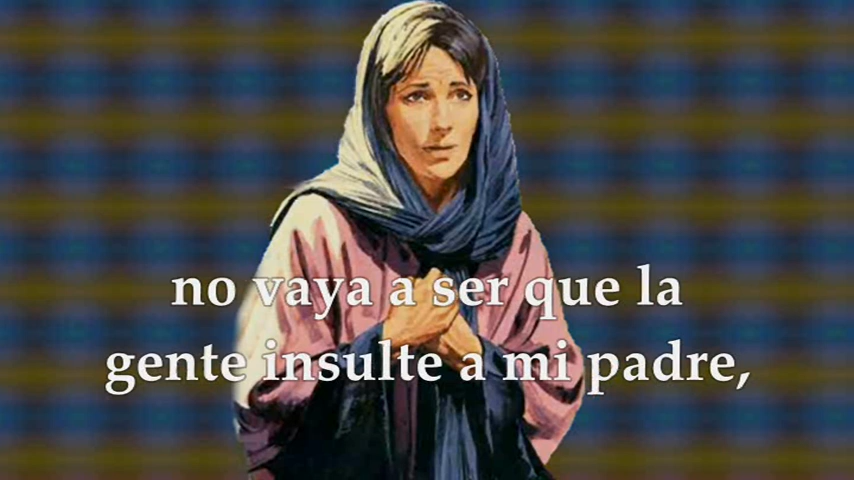 no vaya a ser que la
gente insulte a mi padre,